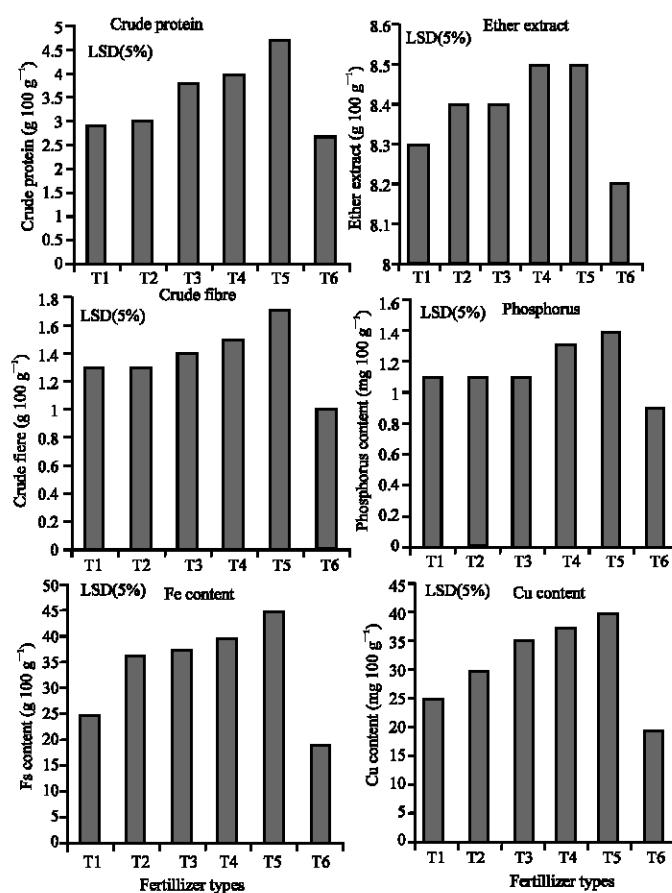 Crude protein
LSD(5%)
Crude protein (g 100 g⁻¹)
5
4.5
4
3.5
3
2.5
2
1.5
1
0.5
0
T1 T2 T3 T4 T5 T6
Ether extract
LSD(5%)
Ether extract (g 100 g⁻¹)
8.6
8.5
8.4
8.3
8.2
8.1
8
T1 T2 T3 T4 T5 T6
Crude fibre
LSD(5%)
Crude fiere (g 100 g⁻¹)
1.8
1.6
1.4
1.2
1
0.8
0.6
0.4
0.2
0
T1 T2 T3 T4 T5 T6
Phosphorus
LSD(5%)
Phosphorus content (mg 100 g⁻¹)
1.6
1.4
1.2
1
0.8
0.6
0.4
0.2
0
T1 T2 T3 T4 T5 T6
Fe content
LSD(5%)
Fs content (g 100 g⁻¹)
50
45
40
35
30
25
20
15
10
5
0
T1 T2 T3 T4 T5 T6
Fertillizer types
Cu content
LSD(5%)
Cu content (mg 100 g⁻¹)
45
40
35
30
25
20
15
10
5
0
T1 T2 T3 T4 T5 T6
Fertillizer types